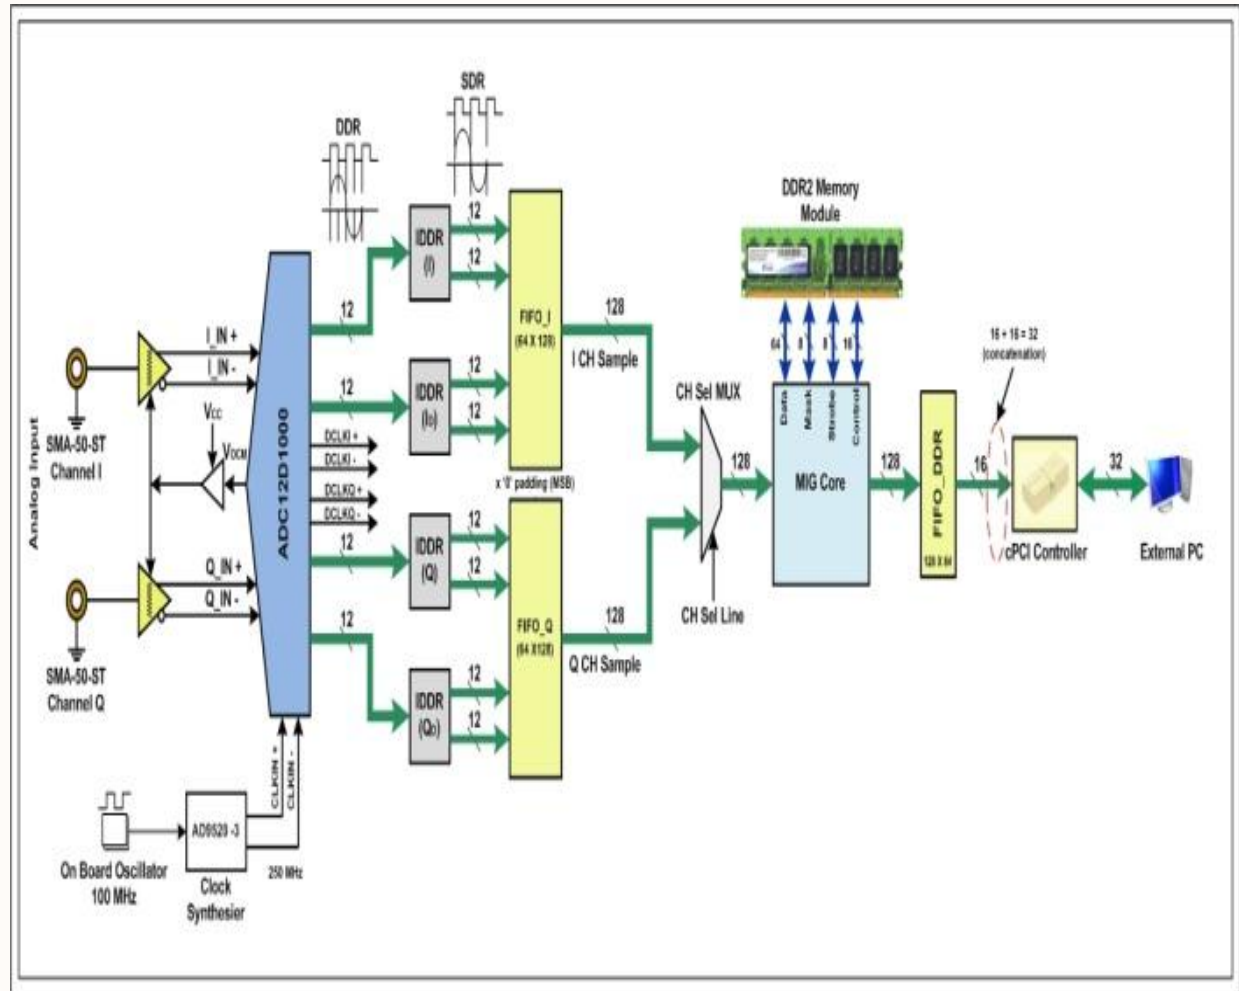 SDR
DDR
12
12
IDDR
(I)
12
12
12
IDDR
(ID)
12
12
FIFO_I
(64 X 128)
128
I CH Sample
I_IN +
I_IN -
SMA-50-ST
Channel I
Analog Input
Vcc
VOCM
ADC12D1000
DCLKI +
DCLKI -
DCLKQ +
DCLKQ -
x '0' padding (MSB)
12
IDDR
(Q)
12
12
12
IDDR
(QD)
12
12
FIFO_Q
(64 X128)
128
Q CH Sample
Q_IN +
Q_IN -
SMA-50-ST
Channel Q
CLKIN +
CLKIN -
On Board Oscillator
100 MHz
AD9520 -3
Clock
Synthesier
250 MHz
CH Sel MUX
128
CH Sel Line
DDR2 Memory
Module
64
8
8
16
Data
Mask
Strobe
Control
MIG Core
128
FIFO_DDR
128 X 64
16
16 + 16 = 32
(concatenation)
cPCI Controller
32
External PC